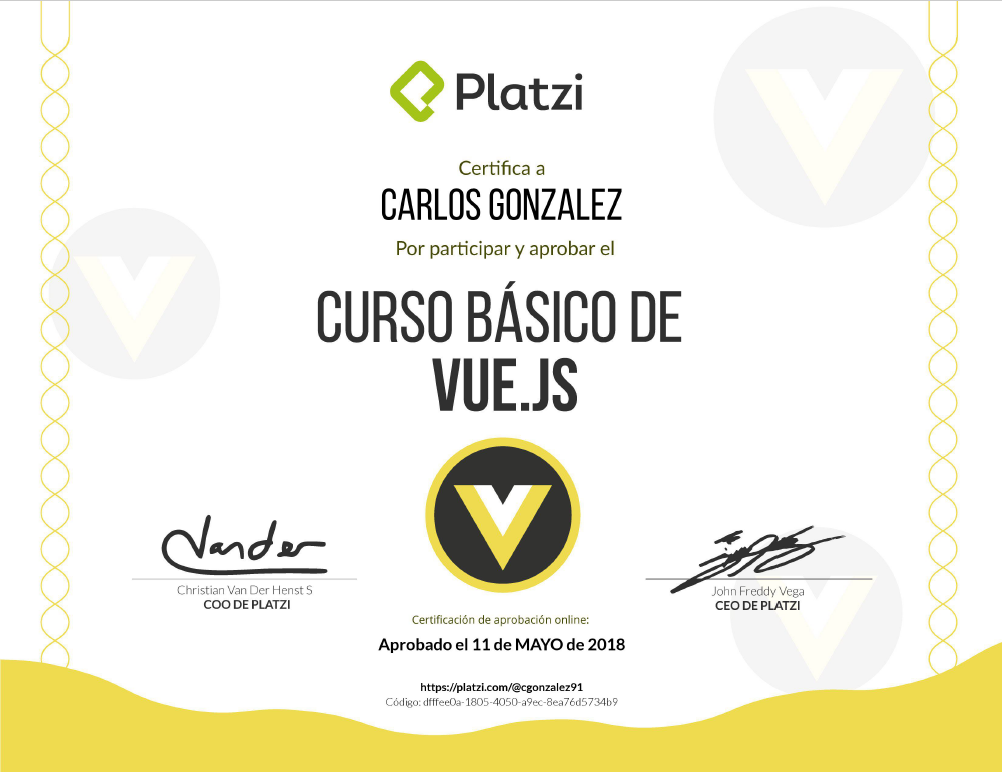 Platzi
Certifica a
CARLOS GONZALEZ
Por participar y aprobar el
CURSO BÁSICO DE
VUE.JS
Vander
Christian Van Der Henst S
COO DE PLATZI
John Freddy Vega
CEO DE PLATZI
Certificación de aprobación online:
Aprobado el 11 de MAYO de 2018
https://platzi.com/@cgonzalez91
Código: dfffee0a-1805-4050-a9ec-8ea76d5734b9